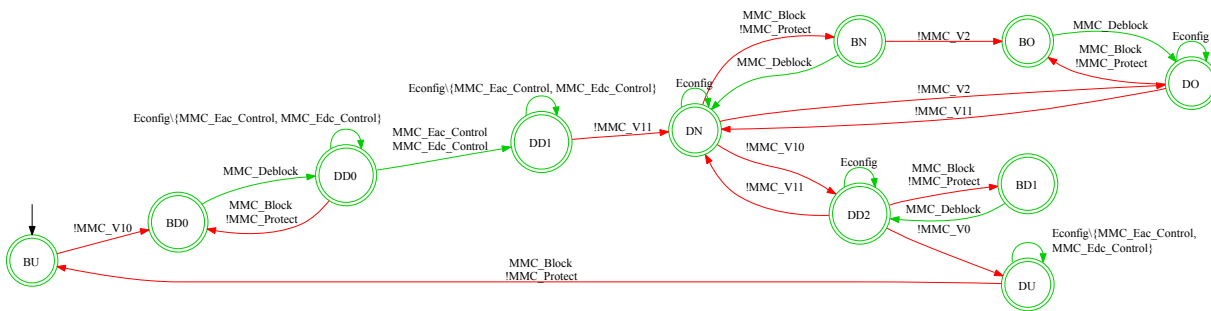 MMC_Block
!MMC_Protect
BN
!MMC_V2
BO
MMC_Deblock
Econfig
MMC_Block
!MMC_Protect
DO
MMC_Deblock
Econfig
!MMC_V2
!MMC_V11
DN
Econfig\{MMC_Eac_Control, MMC_Edc_Control}
DD1
!MMC_V11
Econfig\{MMC_Eac_Control, MMC_Edc_Control}
DD0
MMC_Eac_Control
MMC_Edc_Control
!MMC_V10
!MMC_V11
Econfig
DD2
MMC_Block
!MMC_Protect
BD1
MMC_Deblock
MMC_Deblock
BD0
MMC_Block
!MMC_Protect
!MMC_V10
BU
!MMC_V0
Econfig\{MMC_Eac_Control,
MMC_Edc_Control}
DU
MMC_Block
!MMC_Protect